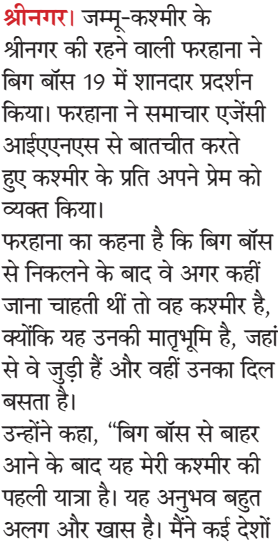 श्रीनगर। जम्मू-कश्मीर के
श्रीनगर की रहने वाली फरहाना ने
बिग बॉस 19 में शानदार प्रदर्शन
किया। फरहाना ने समाचार एजेंसी
आईएएनएस से बातचीत करते
हुए कश्मीर के प्रति अपने प्रेम को
व्यक्त किया।
फरहाना का कहना है कि बिग बॉस
से निकलने के बाद वे अगर कहीं
जाना चाहती थीं तो वह कश्मीर है,
क्योंकि यह उनकी मातृभूमि है, जहां
से वे जुड़ी हैं और वहीं उनका दिल
बसता है।
उन्होंने कहा, “बिग बॉस से बाहर
आने के बाद यह मेरी कश्मीर की
पहली यात्रा है। यह अनुभव बहुत
अलग और खास है। मैंने कई देशों